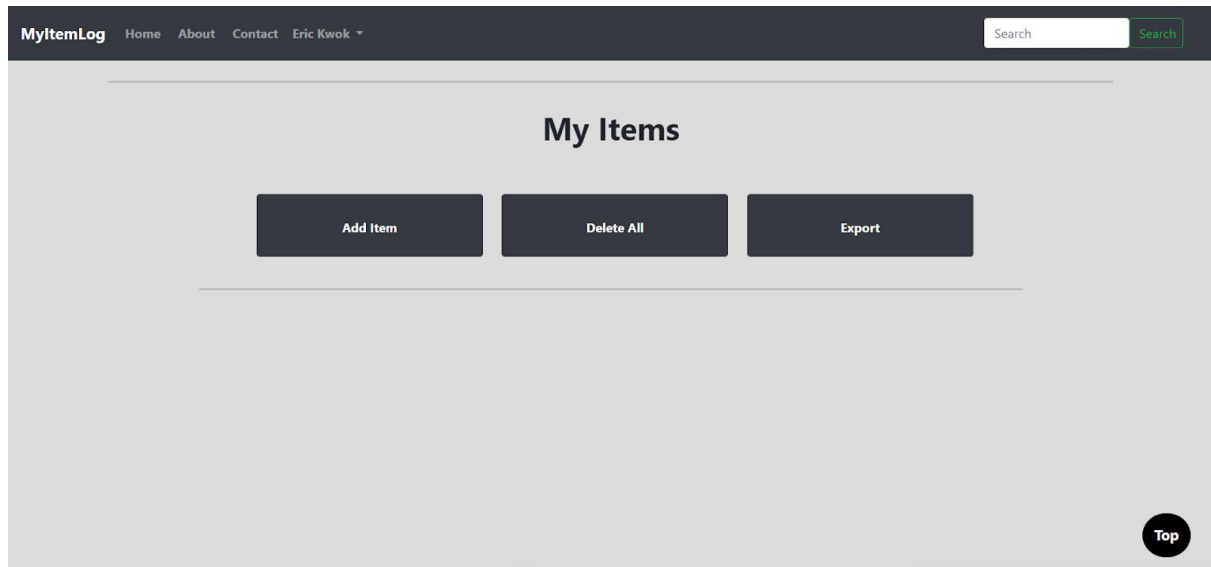 MyItemLog Home About Contact Eric Kwok Search Search
My Items
Add Item Delete All Export
Top